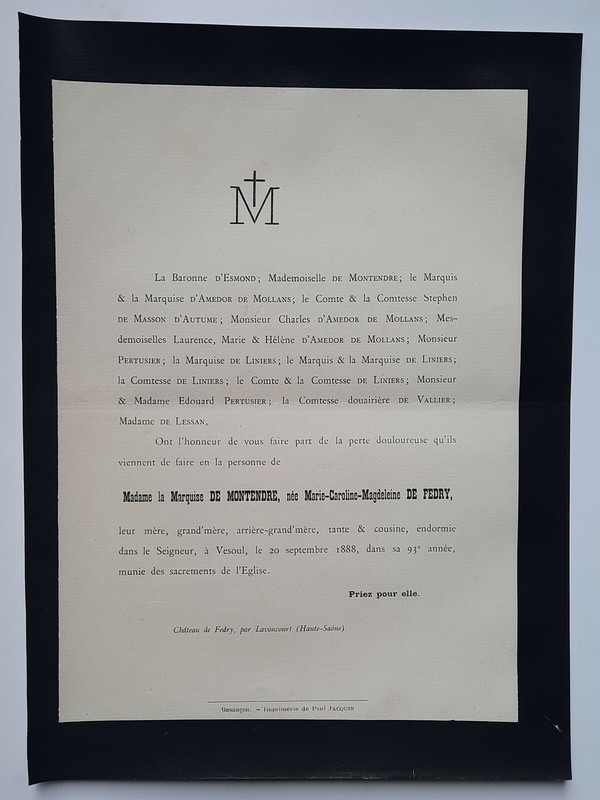 M
La Baronne D'ESMOND; Mademoiselle DE MONTENDRE; le Marquis
& la Marquise D'AMEDOR DE MOLLANS; le Comte & la Comtesse Stephen
DE MASSON D'AUTUME; Monsieur Charles D'AMEDOR DE MOLLANS; Mes-
demoiselles Laurence, Marie & Hélène D'AMEDOR DE MOLLANS; Monsieur
PERTUSIER; la Marquise DE LINIERS; le Marquis & la Marquise DE LINIERS;
la Comtesse DE LINIERS; le Comte & la Comtesse DE LINIERS; Monsieur
& Madame Edouard PERTUSIER; la Comtesse douairière DE VALLIER;
Madame DE LESSAN,
Ont l'honneur de vous faire part de la perte douloureuse qu'ils
viennent de faire en la personne de
Madame la Marquise DE MONTENDRE, née Marie-Caroline-Magdeleine DE FEDRY,
leur mère, grand'mère, arrière-grand'mère, tante & cousine, endormie
dans le Seigneur, à Vesoul, le 20 septembre 1888, dans sa 93e année,
munie des sacrements de l'Eglise.
Priez pour elle.
Château de Fedry, par Lavoncourt (Haute-Saône)
Besançon. — Imprimerie de Paul JACQUIN